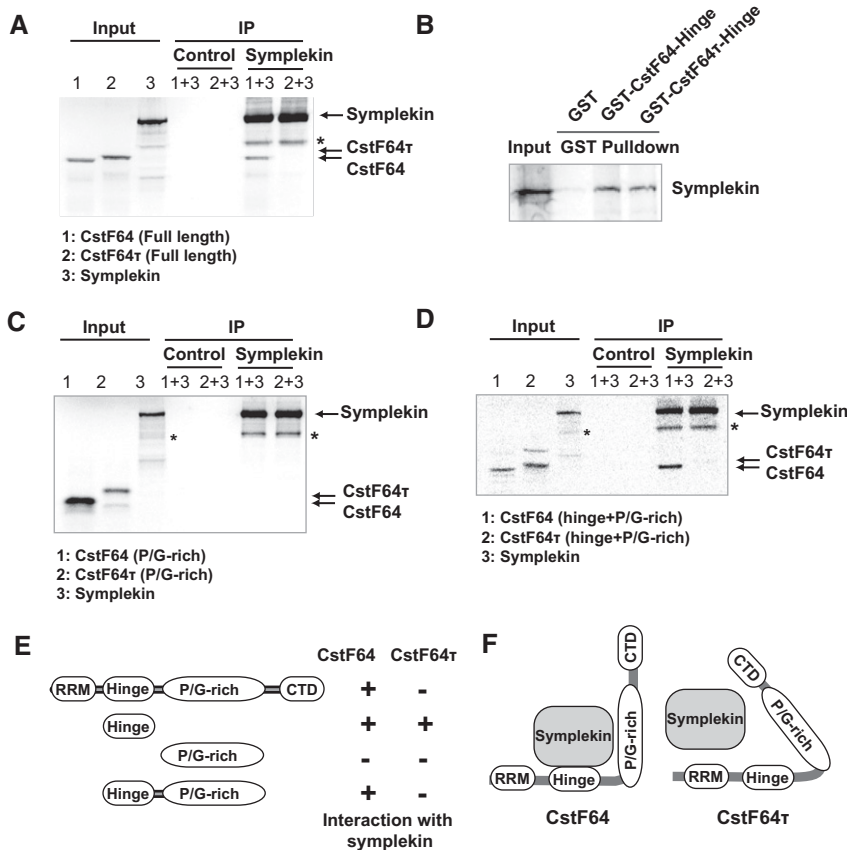 A
Input IP
Control Symplekin
1 2 3 1+3 2+3 1+3 2+3
Symplekin
*
CstF64τ
CstF64
1: CstF64 (Full length)
2: CstF64τ (Full length)
3: Symplekin
B
GST
GST-CstF64-Hinge
GST-CstF64τ-Hinge
Input GST Pulldown
Symplekin
C
Input IP
Control Symplekin
1 2 3 1+3 2+3 1+3 2+3
Symplekin
* *
CstF64τ
CstF64
1: CstF64 (P/G-rich)
2: CstF64τ (P/G-rich)
3: Symplekin
D
Input IP
Control Symplekin
1 2 3 1+3 2+3 1+3 2+3
Symplekin
* *
CstF64τ
CstF64
1: CstF64 (hinge+P/G-rich)
2: CstF64τ (hinge+P/G-rich)
3: Symplekin
E
CstF64 CstF64τ
RRM Hinge P/G-rich CTD + -
Hinge + +
P/G-rich - -
Hinge P/G-rich + -
Interaction with
symplekin
F
CTD
P/G-rich
Symplekin
RRM Hinge
CstF64
CTD
P/G-rich
Symplekin
RRM Hinge
CstF64τ